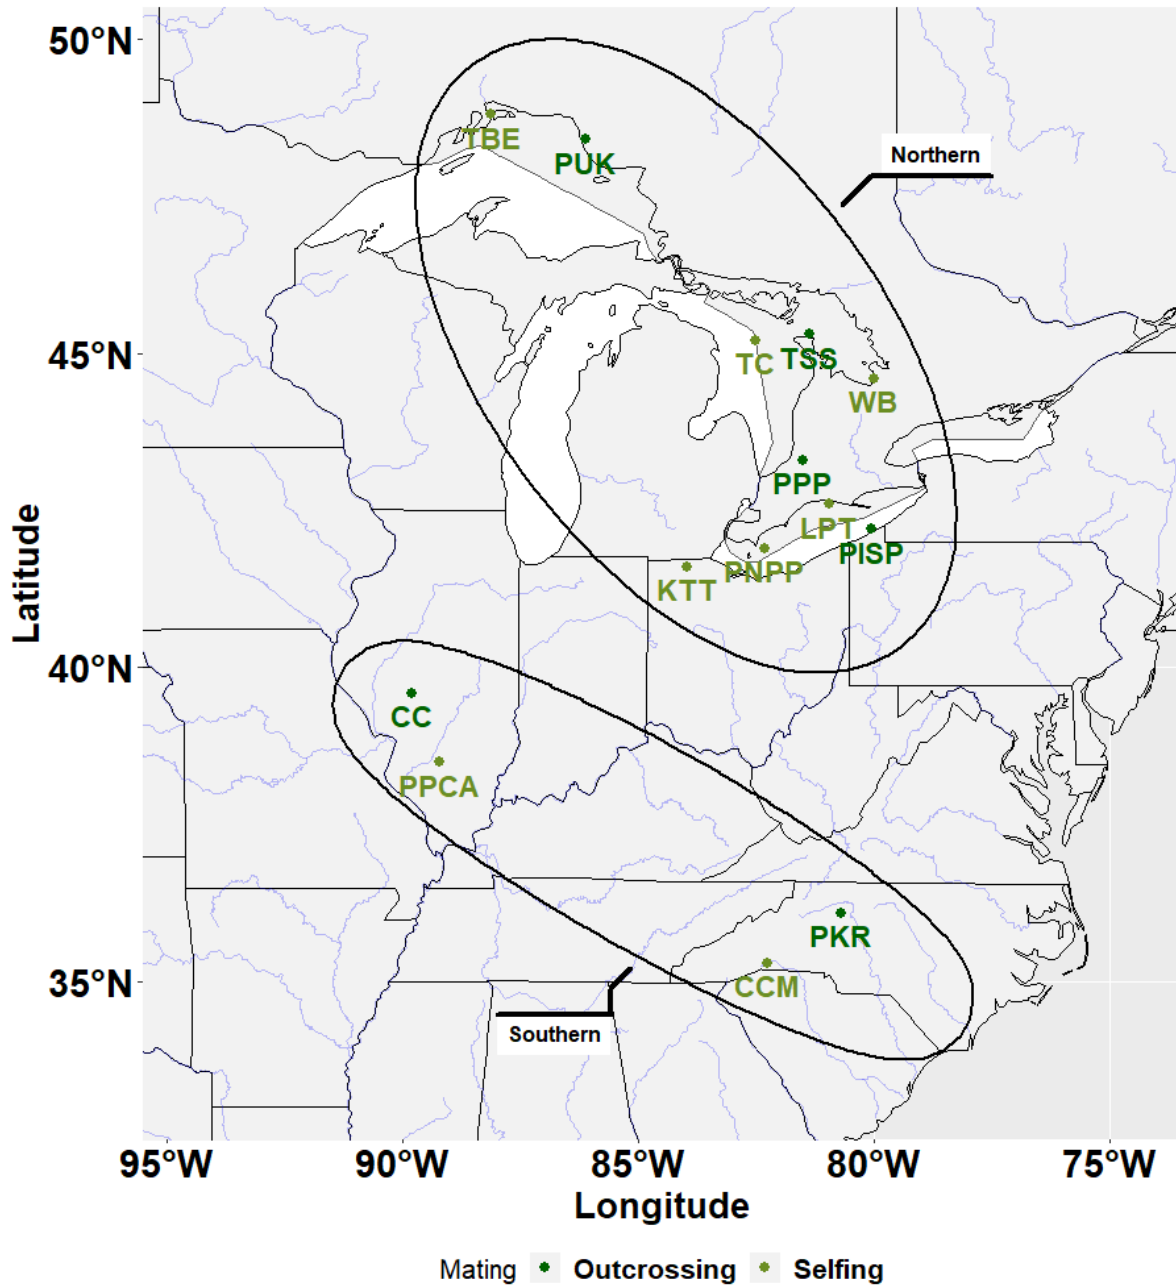 50°N
Northern
TBE
PUK
45°N
TC
TSS
WB
PPP
LPT
PISP
PNPP
KTT
Latitude
40°N
CC
PPCA
PKR
35°N
CCM
Southern
95°W 90°W 85°W 80°W 75°W
Longitude
Mating Outcrossing Selfing